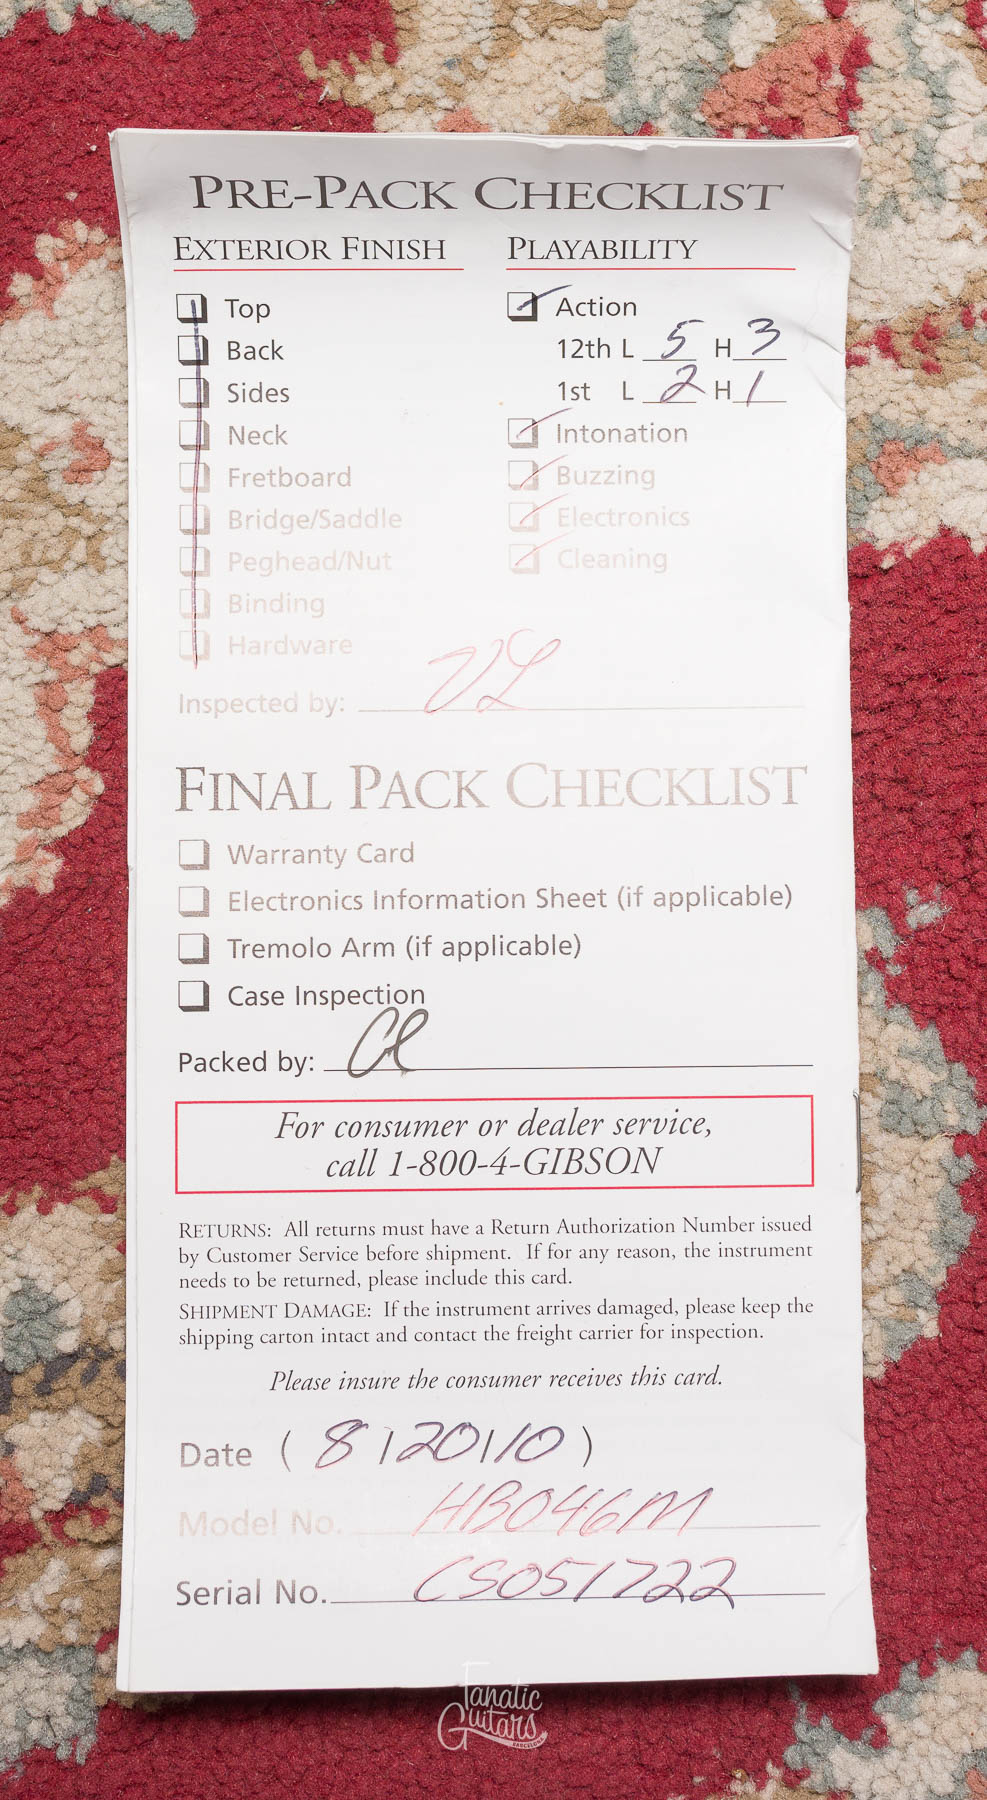 PRE-PACK CHECKLIST
EXTERIOR FINISH
Top
Back
Sides
Neck
Fretboard
Bridge/Saddle
Peghead/Nut
Binding
Hardware
PLAYABILITY
Action
12th L 5 H 3
1st L 2 H 1
Intonation
Buzzing
Electronics
Cleaning
Inspected by: VL
FINAL PACK CHECKLIST
Warranty Card
Electronics Information Sheet (if applicable)
Tremolo Arm (if applicable)
Case Inspection
Packed by:
For consumer or dealer service,
call 1-800-4-GIBSON
RETURNS: All returns must have a Return Authorization Number issued
by Customer Service before shipment. If for any reason, the instrument
needs to be returned, please include this card.
SHIPMENT DAMAGE: If the instrument arrives damaged, please keep the
shipping carton intact and contact the freight carrier for inspection.
Please insure the consumer receives this card.
Date ( 8/20/10 )
Model No. HB046M
Serial No. CS051722
Fanatic
Guitars
BARCELONA